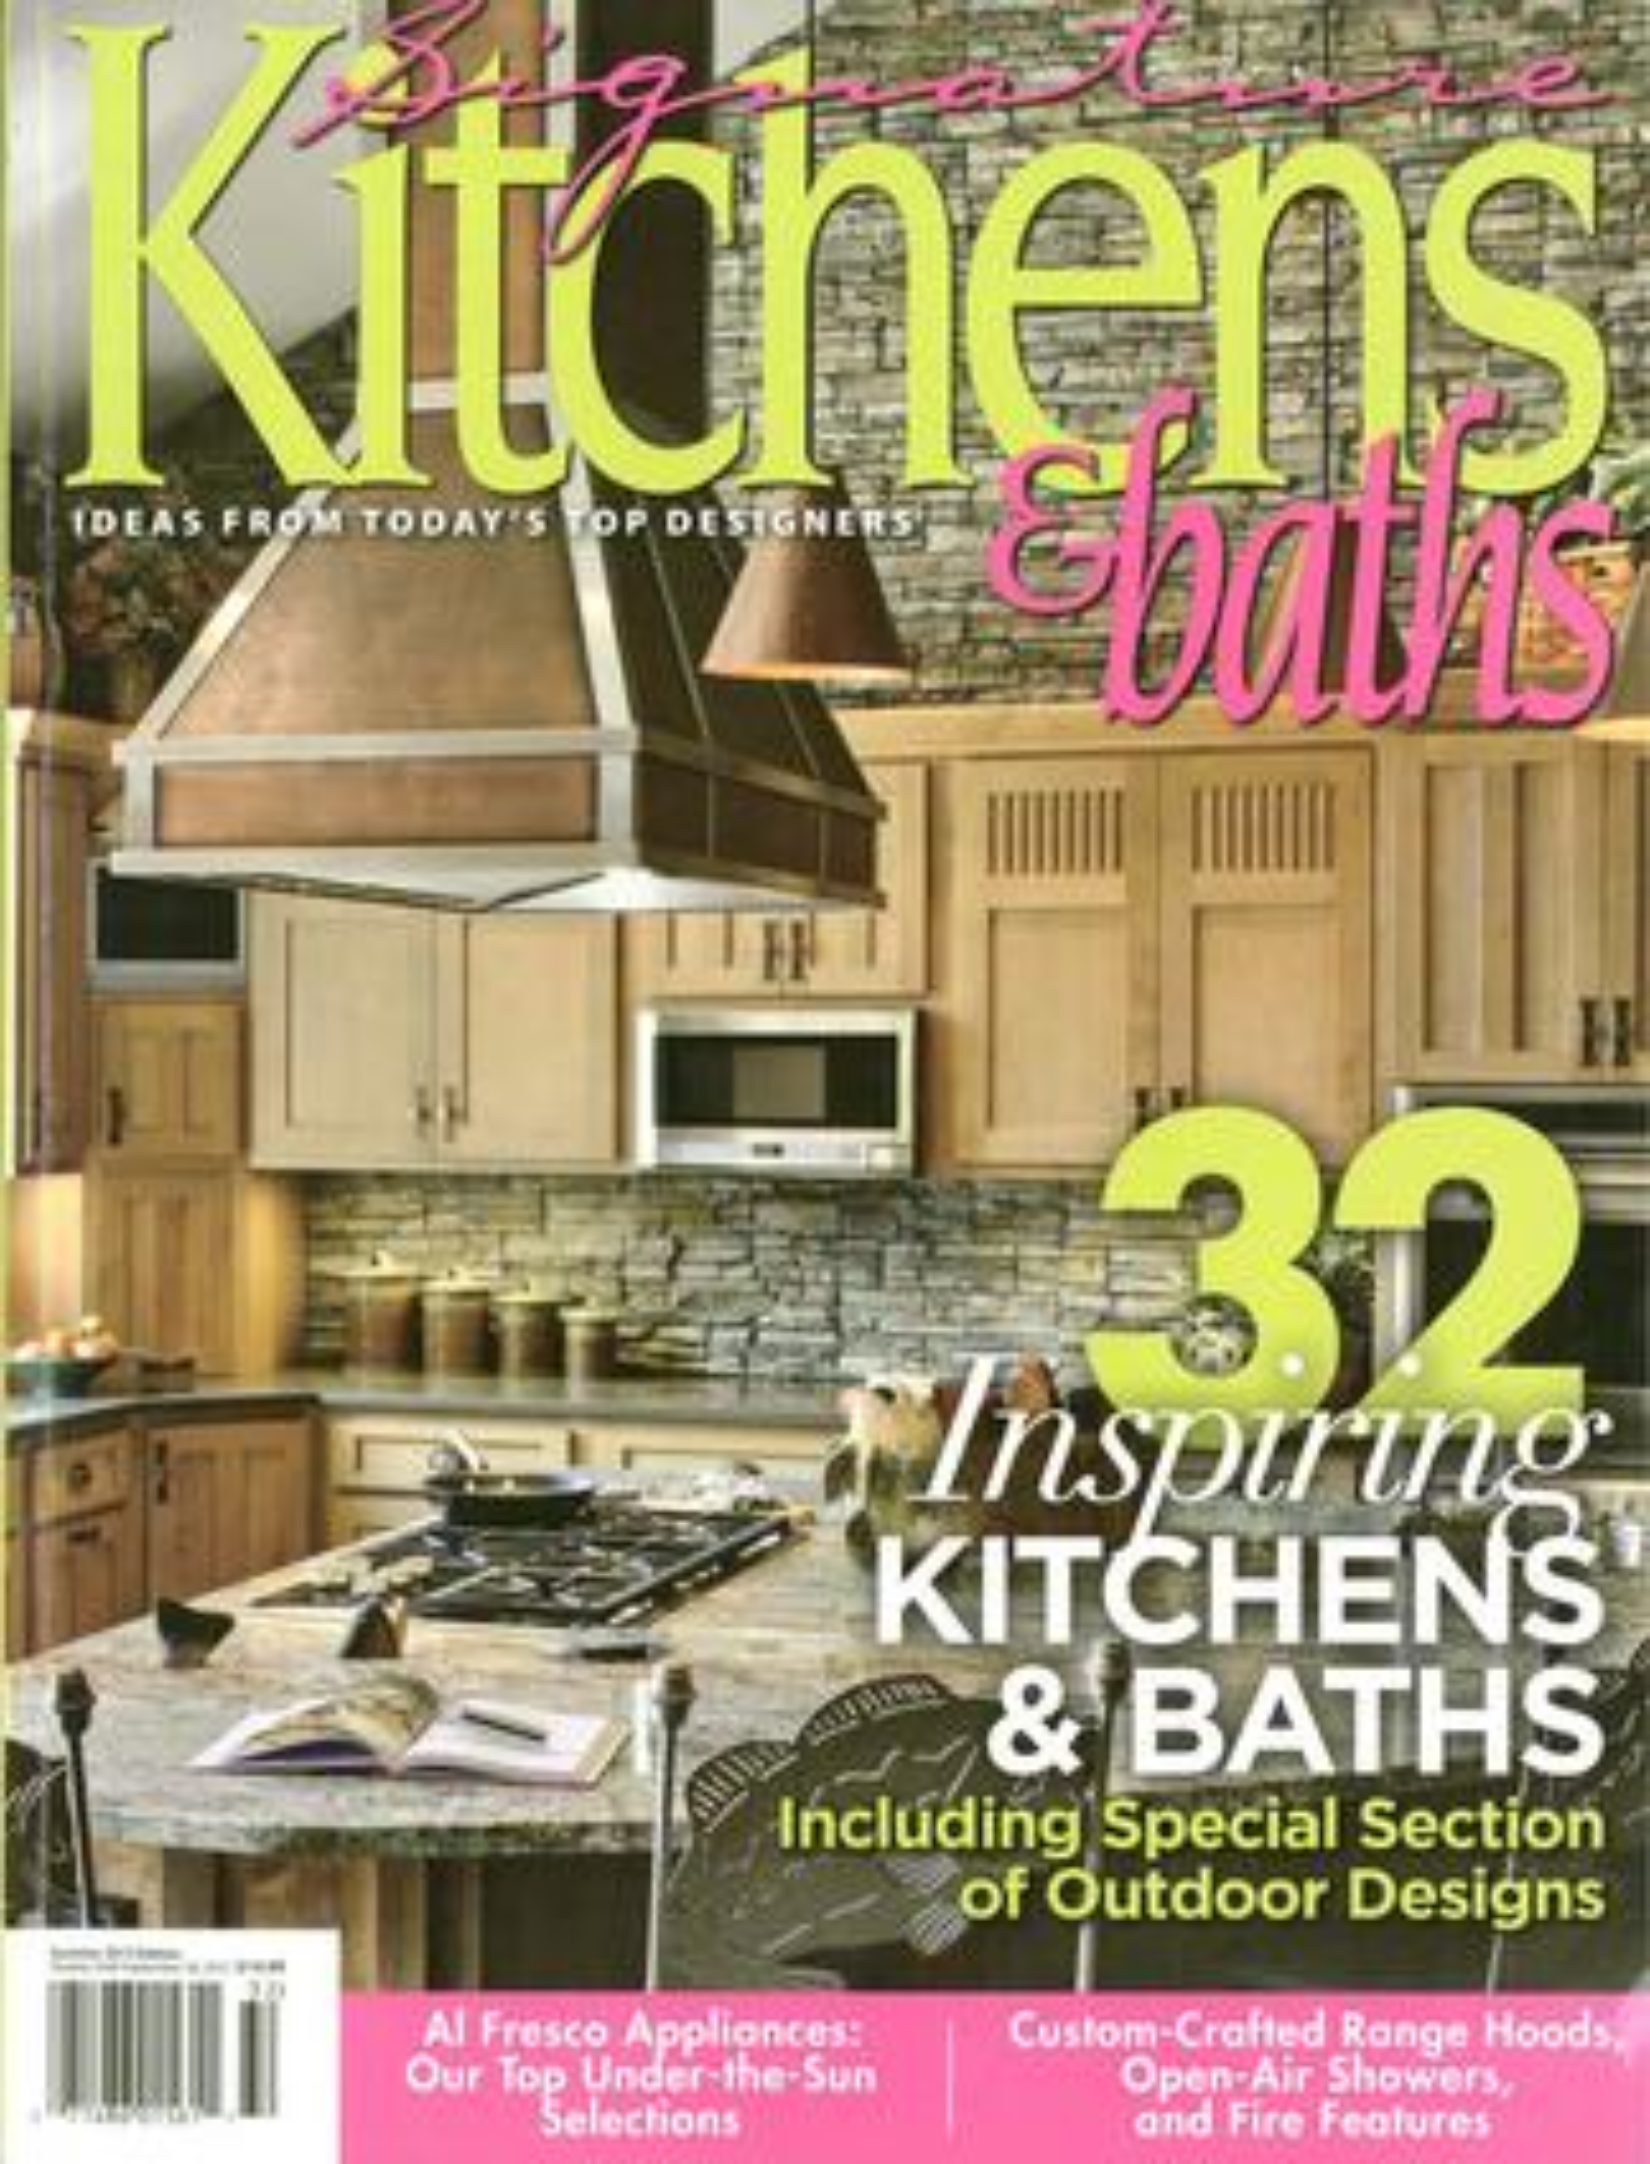 Signature
Kitchens
& baths
IDEAS FROM TODAY'S TOP DESIGNERS
32
Inspiring
KITCHENS
& BATHS
Including Special Section
of Outdoor Designs
Al Fresco Appliances:
Our Top Under-the-Sun
Selections
Custom-Crafted Range Hoods,
Open-Air Showers,
and Fire Features